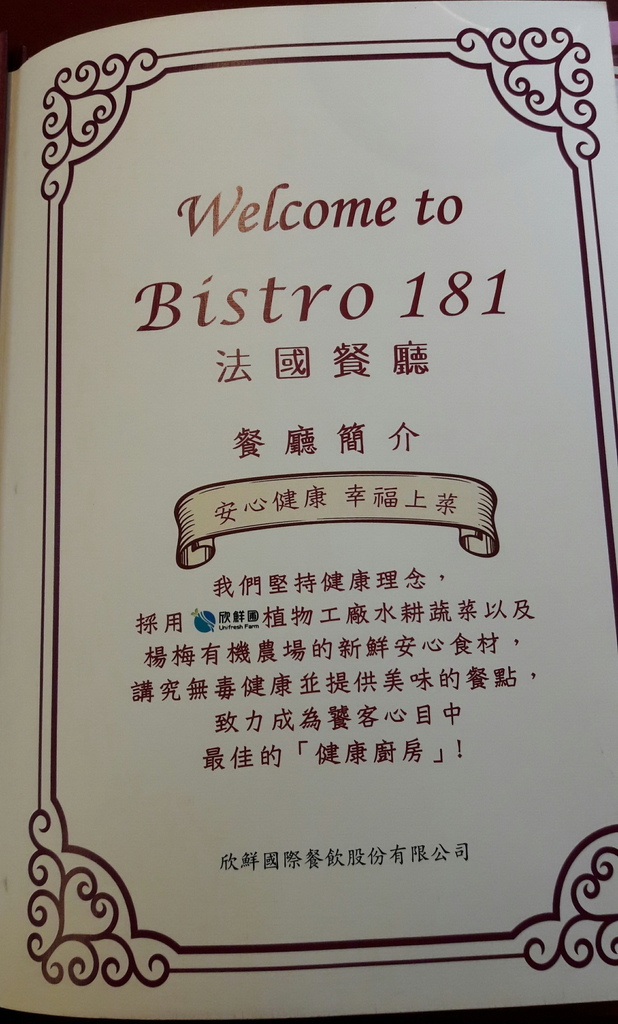 Welcome to
Bistro 181
法國餐廳
餐廳簡介
安心健康 幸福上菜
我們堅持健康理念，
採用 欣鮮圃 Unifresh Farm 植物工廠水耕蔬菜以及
楊梅有機農場的新鮮安心食材，
講究無毒健康並提供美味的餐點，
致力成為饕客心目中
最佳的「健康廚房」!
欣鮮國際餐飲股份有限公司